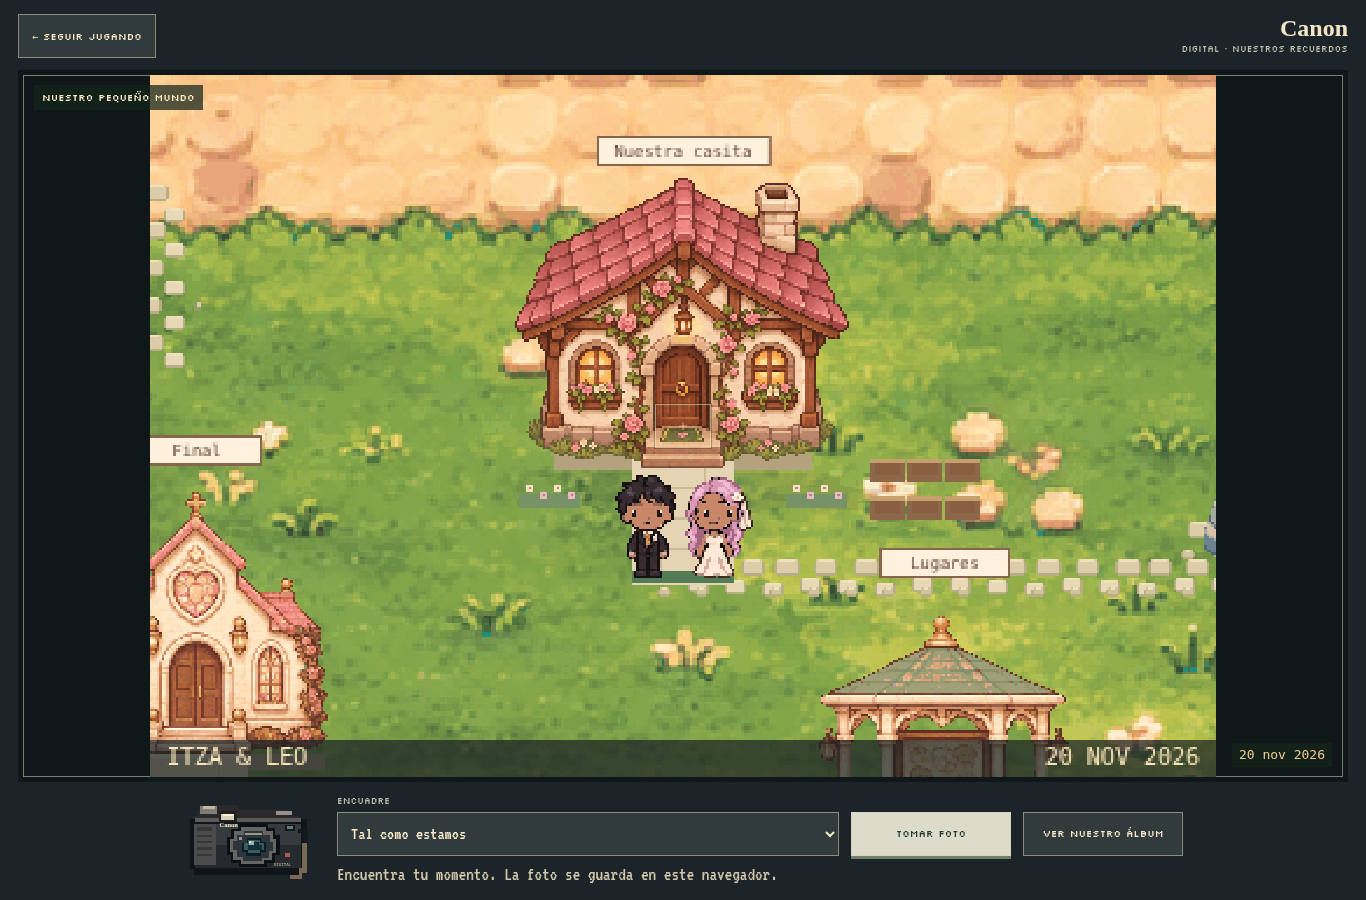 ← SEGUIR JUGANDO
Canon
DIGITAL · NUESTROS RECUERDOS
NUESTRO PEQUEÑO MUNDO
Nuestra casita
Final
Lugares
ITZA & LEO
20 NOV 2026
20 nov 2026
Canon
DIGITAL
ENCUADRE
Tal como estamos
TOMAR FOTO
VER NUESTRO ÁLBUM
Encuentra tu momento. La foto se guarda en este navegador.